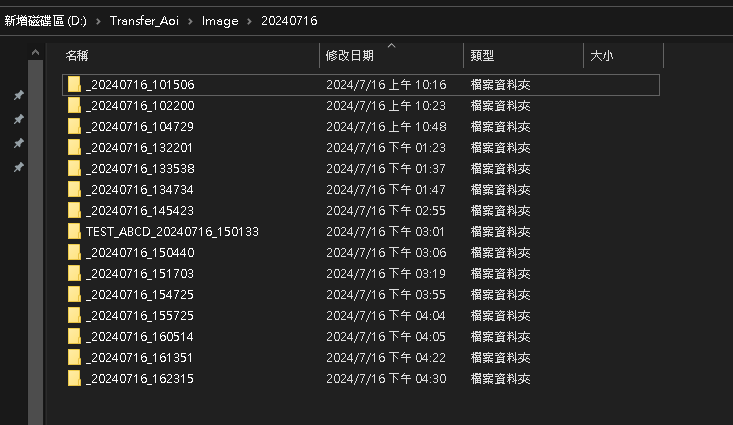 新增磁碟區 (D:) > Transfer_Aoi > Image > 20240716
名稱 修改日期 類型 大小
_20240716_101506 2024/7/16 上午 10:16 檔案資料夾
_20240716_102200 2024/7/16 上午 10:23 檔案資料夾
_20240716_104729 2024/7/16 上午 10:48 檔案資料夾
_20240716_132201 2024/7/16 下午 01:23 檔案資料夾
_20240716_133538 2024/7/16 下午 01:37 檔案資料夾
_20240716_134734 2024/7/16 下午 01:47 檔案資料夾
_20240716_145423 2024/7/16 下午 02:55 檔案資料夾
TEST_ABCD_20240716_150133 2024/7/16 下午 03:01 檔案資料夾
_20240716_150440 2024/7/16 下午 03:06 檔案資料夾
_20240716_151703 2024/7/16 下午 03:19 檔案資料夾
_20240716_154725 2024/7/16 下午 03:55 檔案資料夾
_20240716_155725 2024/7/16 下午 04:04 檔案資料夾
_20240716_160514 2024/7/16 下午 04:05 檔案資料夾
_20240716_161351 2024/7/16 下午 04:22 檔案資料夾
_20240716_162315 2024/7/16 下午 04:30 檔案資料夾